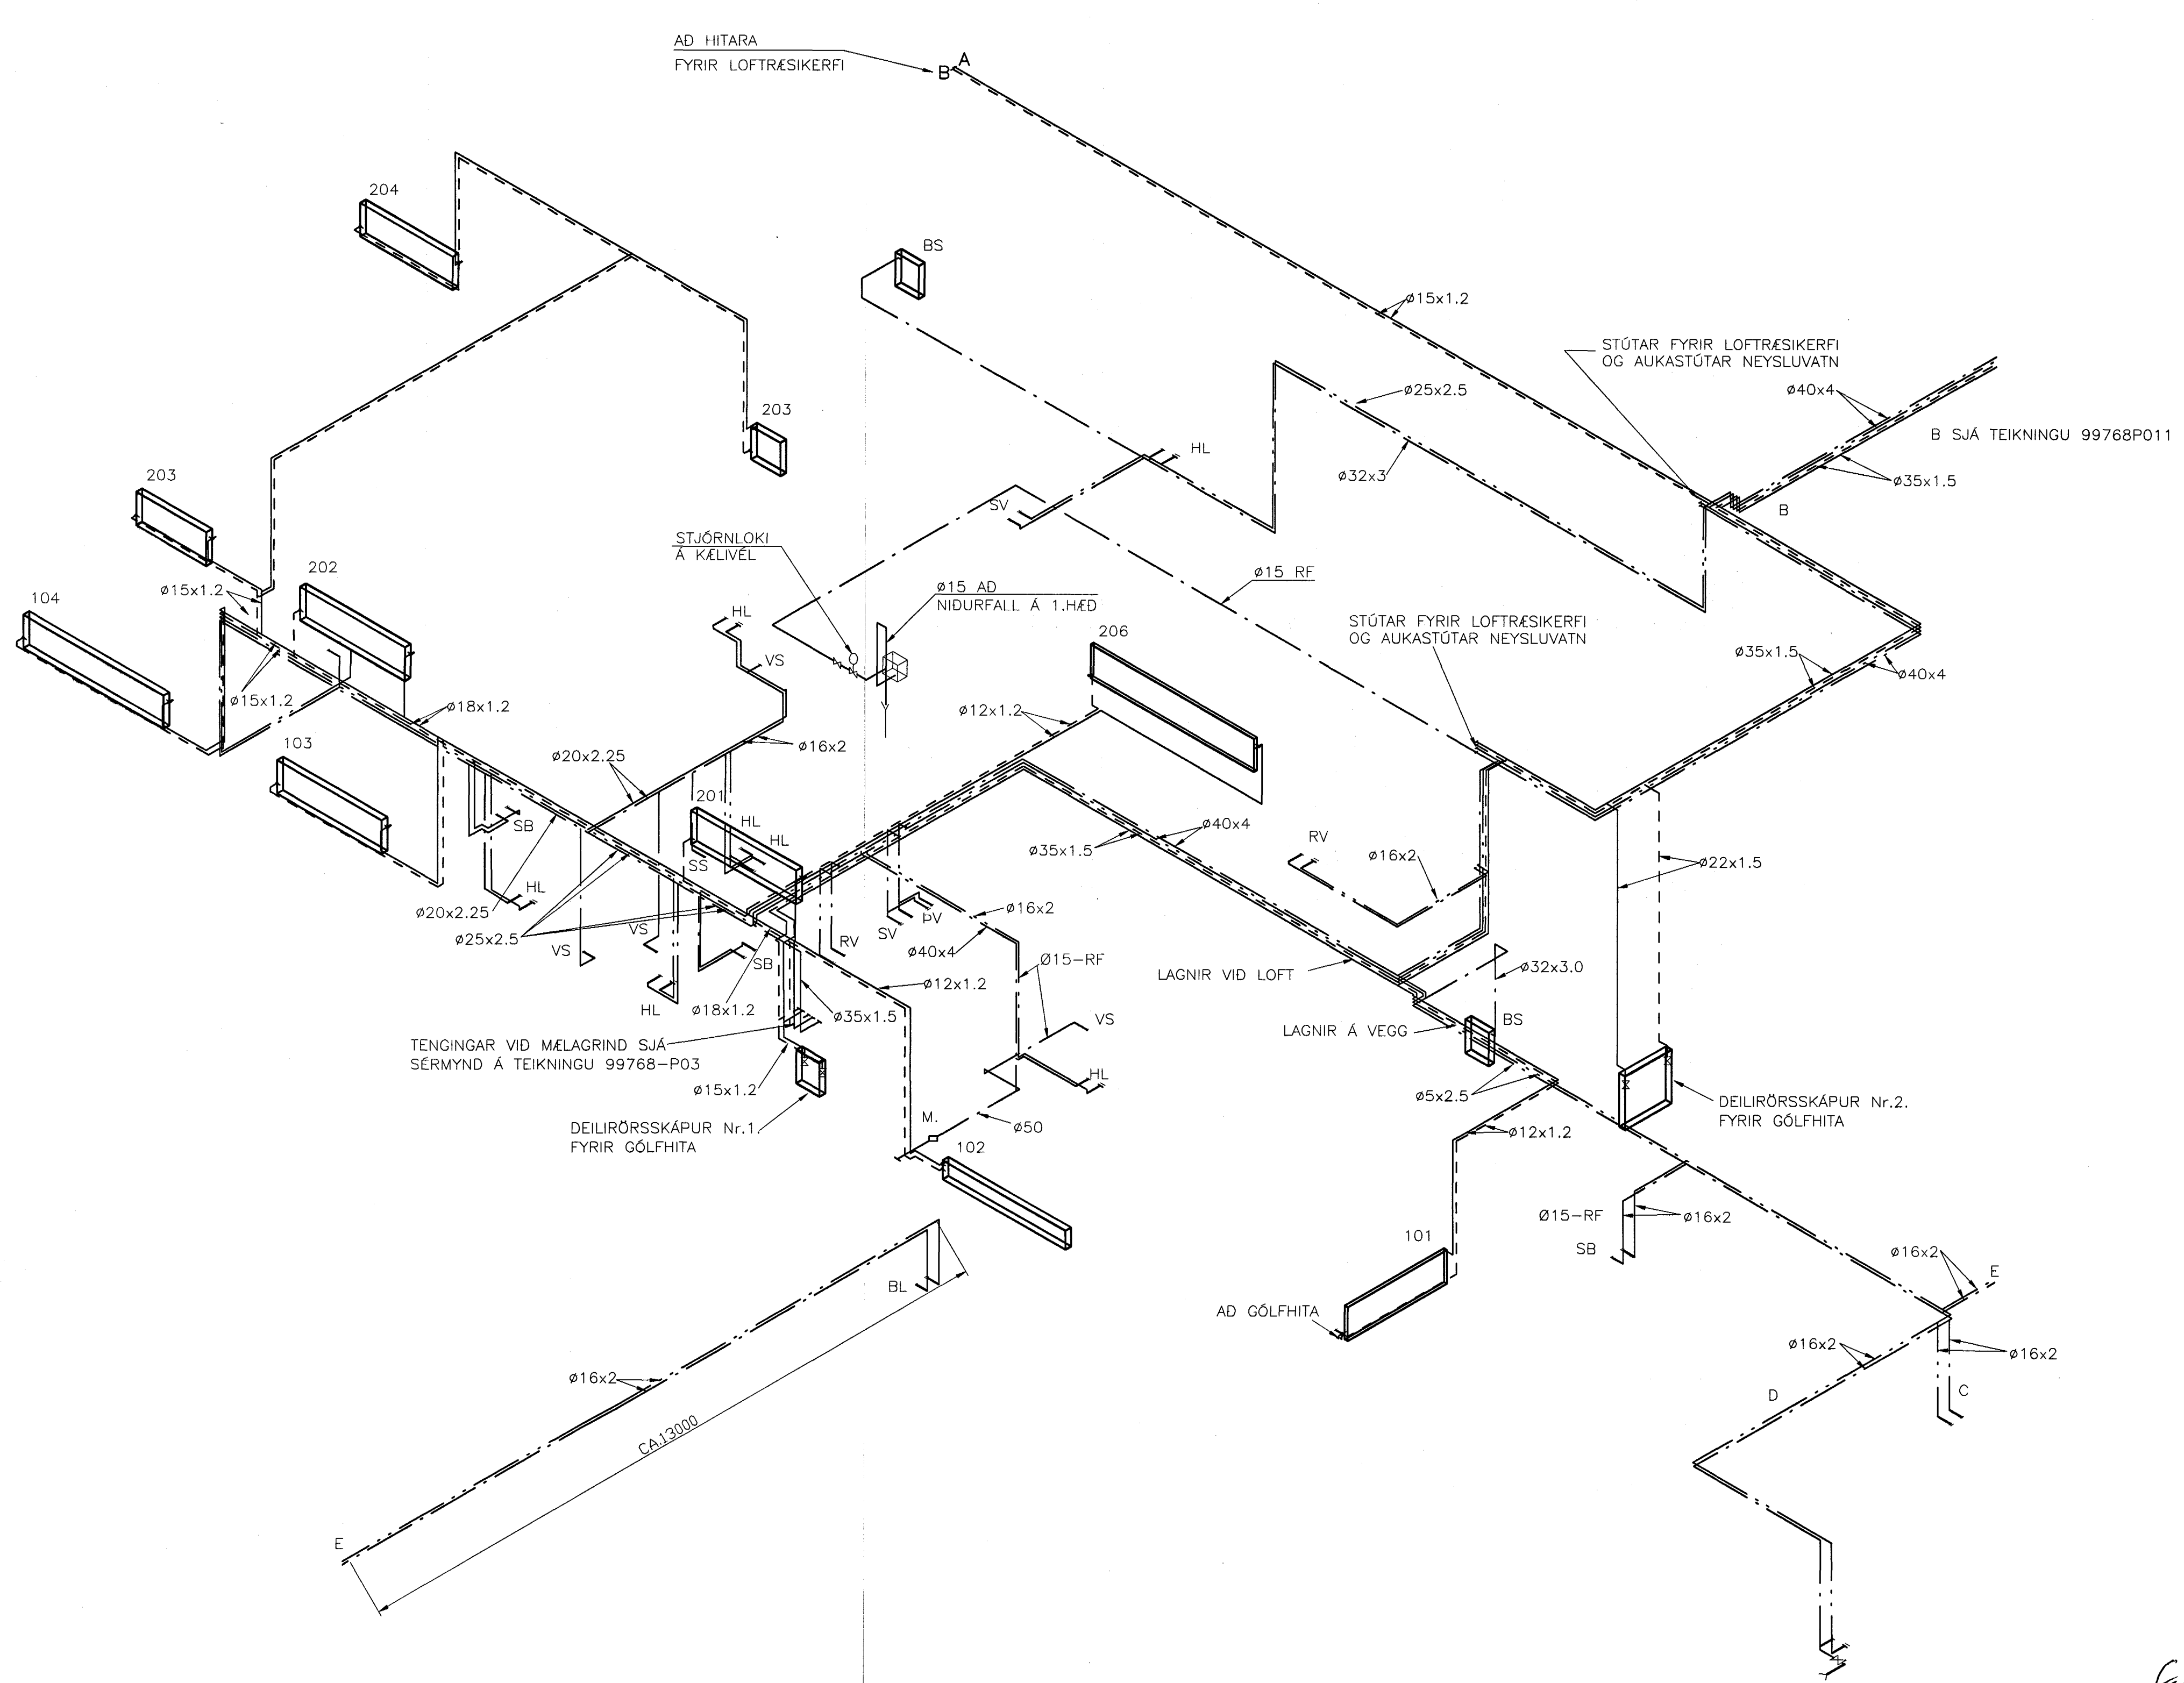 AÐ HITARA
FYRIR LOFTRÆSIKERFI
A
B
204
BS
ø15x1.2
STÚTAR FYRIR LOFTRÆSIKERFI
OG AUKASTÚTAR NEYSLUVATN
ø40x4
ø25x2.5
203
B SJÁ TEIKNINGU 99768P011
HL
ø32x3
203
ø35x1.5
SV
B
STJÓRNLOKI
Á KÆLIVÉL
202
ø15 RF
ø15x1.2
ø15 AÐ
NIÐURFALL Á 1.HÆÐ
104
HL
STÚTAR FYRIR LOFTRÆSIKERFI
OG AUKASTÚTAR NEYSLUVATN
206
ø35x1.5
VS
ø40x4
ø15x1.2
ø18x1.2
ø12x1.2
103
ø16x2
ø20x2.25
201
HL
SB
ø40x4
RV
HL
ø35x1.5
ø16x2
SS
ø22x1.5
HL
ø20x2.25
ø16x2
ÞV
VS
SV
ø25x2.5
RV
ø40x4
VS
SB
Ø15-RF
LAGNIR VIÐ LOFT
ø32x3.0
ø12x1.2
HL
ø18x1.2
ø35x1.5
VS
BS
LAGNIR Á VEGG
TENGINGAR VIÐ MÆLAGRIND SJÁ
SÉRMYND Á TEIKNINGU 99768-P03
HL
ø15x1.2
ø5x2.5
DEILIRÖRSSKÁPUR Nr.2.
FYRIR GÓLFHITA
M.
ø50
DEILIRÖRSSKÁPUR Nr.1.
FYRIR GÓLFHITA
ø12x1.2
102
Ø15-RF
ø16x2
101
SB
ø16x2
E
BL
AÐ GÓLFHITA
ø16x2
ø16x2
ø16x2
D
C
CA.13000
E